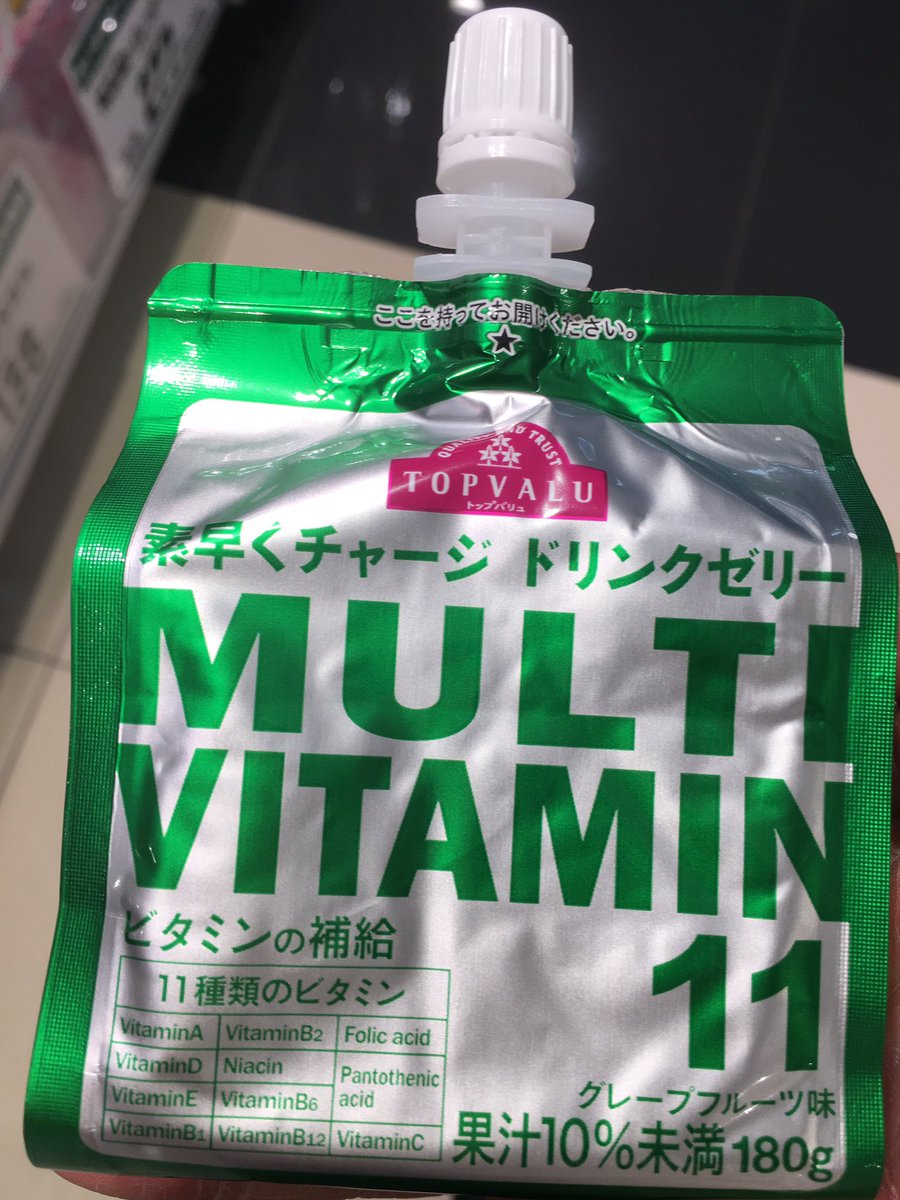 ここを持ってお開けください。
★
QUALITY AND TRUST
TOPVALU
トップバリュ
素早くチャージ ドリンクゼリー
MULTI
VITAMIN
11
ビタミンの補給
11種類のビタミン
VitaminA VitaminB2 Folic acid
VitaminD Niacin Pantothenic acid
VitaminE VitaminB6
VitaminB1 VitaminB12 VitaminC
グレープフルーツ味
果汁10%未満 180g